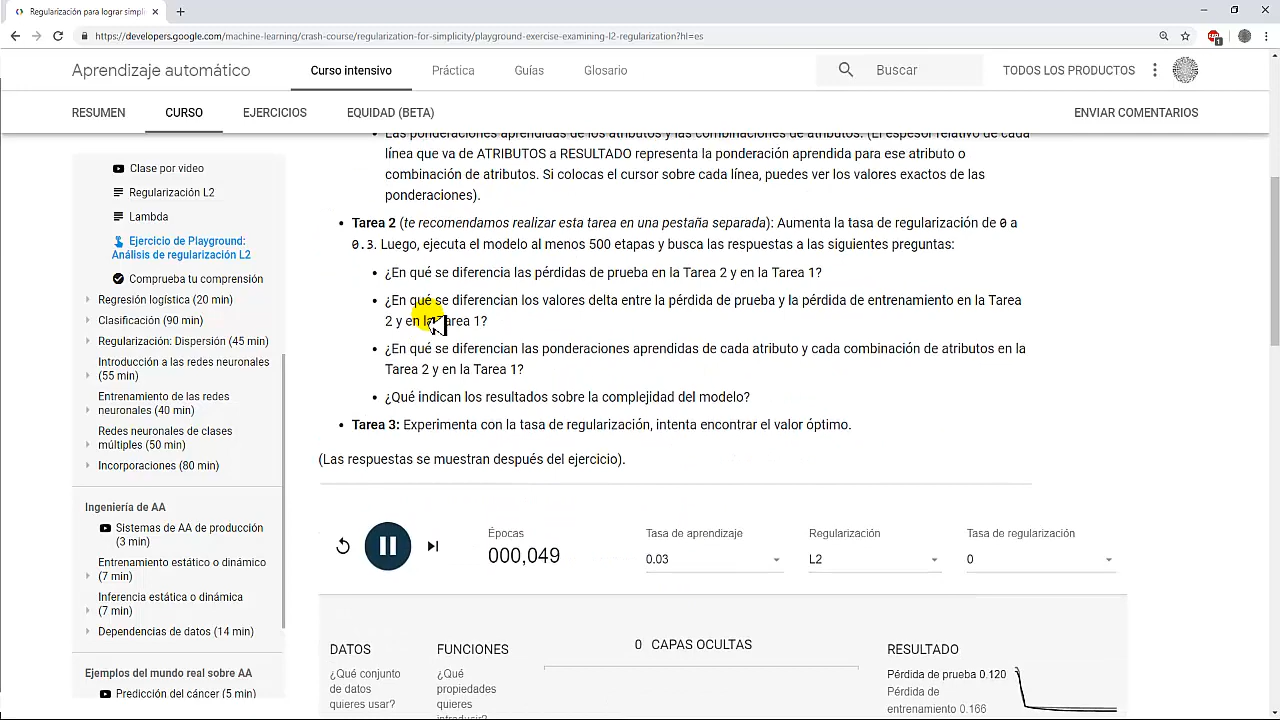 Regularización para lograr simpli
https://developers.google.com/machine-learning/crash-course/regularization-for-simplicity/playground-exercise-examining-l2-regularization?hl=es
Aprendizaje automático
Curso intensivo
Práctica
Guías
Glosario
Buscar
TODOS LOS PRODUCTOS
RESUMEN
CURSO
EJERCICIOS
EQUIDAD (BETA)
ENVIAR COMENTARIOS
Clase por video
Regularización L2
Lambda
Ejercicio de Playground:
Análisis de regularización L2
Comprueba tu comprensión
Regresión logística (20 min)
Clasificación (90 min)
Regularización: Dispersión (45 min)
Introducción a las redes neuronales
(55 min)
Entrenamiento de las redes
neuronales (40 min)
Redes neuronales de clases
múltiples (50 min)
Incorporaciones (80 min)
Ingeniería de AA
Sistemas de AA de producción
(3 min)
Entrenamiento estático o dinámico
(7 min)
Inferencia estática o dinámica
(7 min)
Dependencias de datos (14 min)
Ejemplos del mundo real sobre AA
Predicción del cáncer (5 min)
Las ponderaciones aprendidas de los atributos y las combinaciones de atributos. (El espesor relativo de cada
línea que va de ATRIBUTOS a RESULTADO representa la ponderación aprendida para ese atributo o
combinación de atributos. Si colocas el cursor sobre cada línea, puedes ver los valores exactos de las
ponderaciones).
Tarea 2 (te recomendamos realizar esta tarea en una pestaña separada): Aumenta la tasa de regularización de 0 a
0.3. Luego, ejecuta el modelo al menos 500 etapas y busca las respuestas a las siguientes preguntas:
¿En qué se diferencia las pérdidas de prueba en la Tarea 2 y en la Tarea 1?
¿En qué se diferencian los valores delta entre la pérdida de prueba y la pérdida de entrenamiento en la Tarea
2 y en la Tarea 1?
¿En qué se diferencian las ponderaciones aprendidas de cada atributo y cada combinación de atributos en la
Tarea 2 y en la Tarea 1?
¿Qué indican los resultados sobre la complejidad del modelo?
Tarea 3: Experimenta con la tasa de regularización, intenta encontrar el valor óptimo.
(Las respuestas se muestran después del ejercicio).
Épocas
000,049
Tasa de aprendizaje
0.03
Regularización
L2
Tasa de regularización
0
DATOS
¿Qué conjunto
de datos
quieres usar?
FUNCIONES
¿Qué
propiedades
quieres
introducir?
0 CAPAS OCULTAS
RESULTADO
Pérdida de prueba 0.120
Pérdida de
entrenamiento 0.166